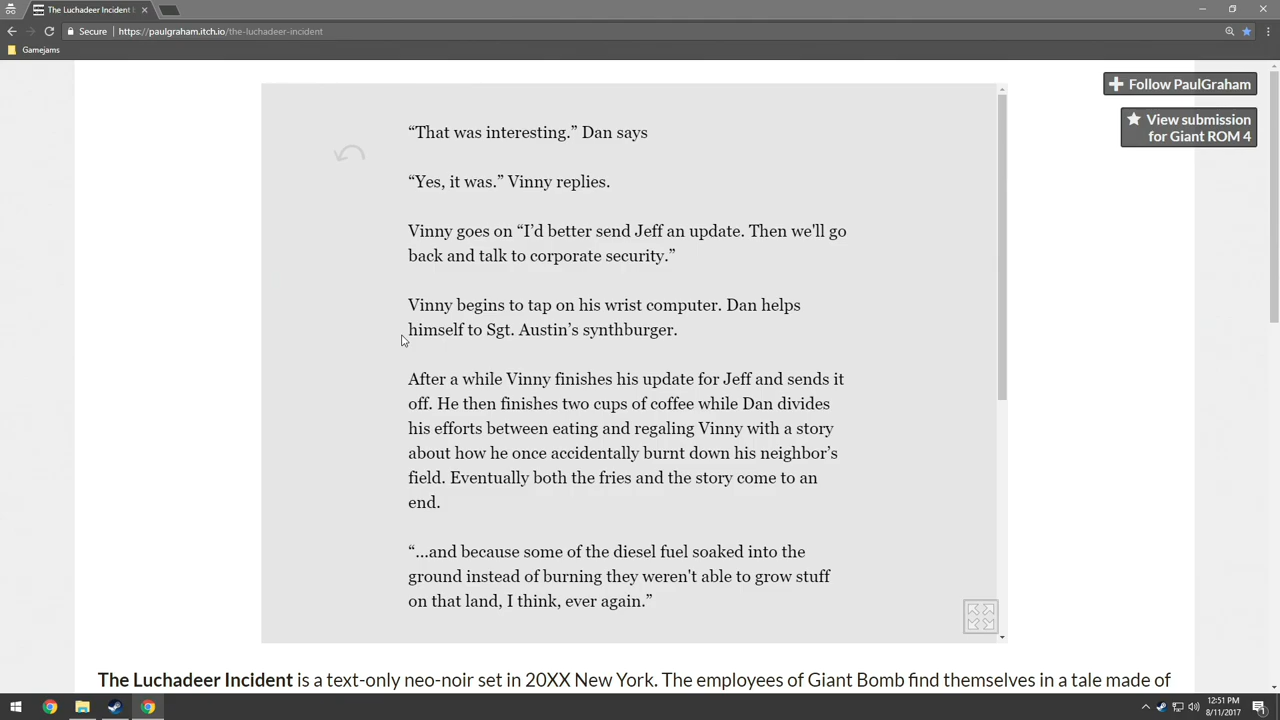 The Luchadeer Incident
Secure
https://paulgraham.itch.io/the-luchadeer-incident
Gamejams
Follow PaulGraham
View submission
for Giant ROM 4
“That was interesting.” Dan says
“Yes, it was.” Vinny replies.
Vinny goes on “I’d better send Jeff an update. Then we'll go
back and talk to corporate security.”
Vinny begins to tap on his wrist computer. Dan helps
himself to Sgt. Austin’s synthburger.
After a while Vinny finishes his update for Jeff and sends it
off. He then finishes two cups of coffee while Dan divides
his efforts between eating and regaling Vinny with a story
about how he once accidentally burnt down his neighbor’s
field. Eventually both the fries and the story come to an
end.
“…and because some of the diesel fuel soaked into the
ground instead of burning they weren't able to grow stuff
on that land, I think, ever again.”
The Luchadeer Incident is a text-only neo-noir set in 20XX New York. The employees of Giant Bomb find themselves in a tale made of
12:51 PM
8/11/2017